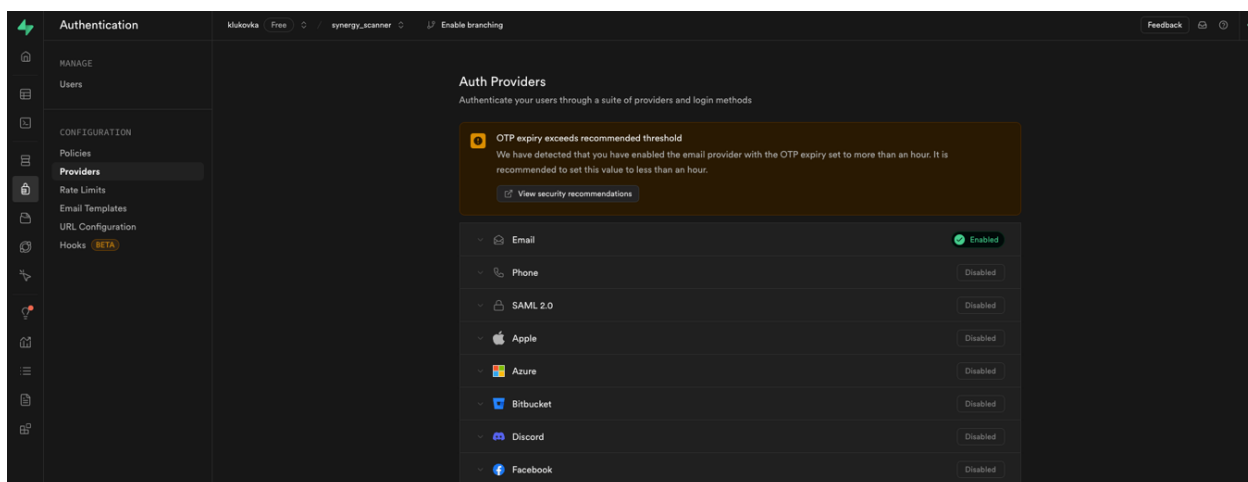 Authentication
klukovka Free / synergy_scanner Enable branching
Feedback
MANAGE
Users
CONFIGURATION
Policies
Providers
Rate Limits
Email Templates
URL Configuration
Hooks BETA
Auth Providers
Authenticate your users through a suite of providers and login methods
OTP expiry exceeds recommended threshold
We have detected that you have enabled the email provider with the OTP expiry set to more than an hour. It is
recommended to set this value to less than an hour.
View security recommendations
Email Enabled
Phone Disabled
SAML 2.0 Disabled
Apple Disabled
Azure Disabled
Bitbucket Disabled
Discord Disabled
Facebook Disabled